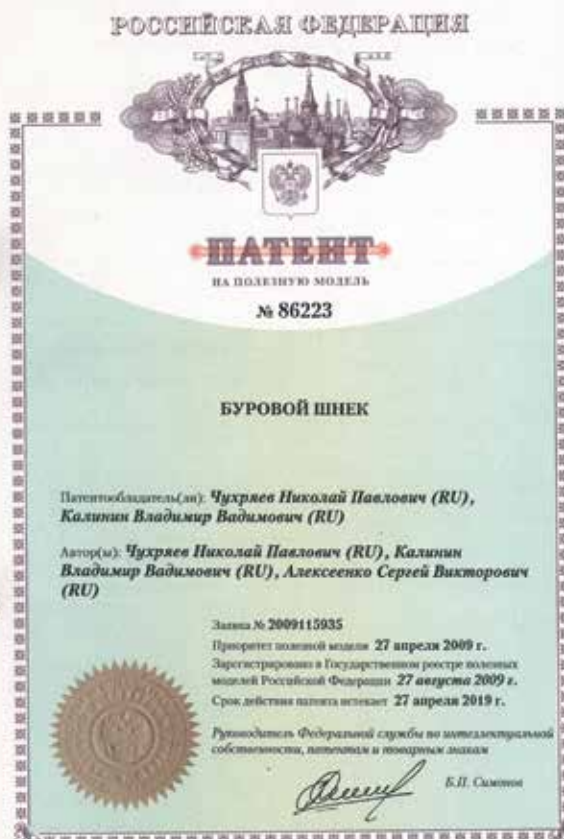 РОССИЙСКАЯ ФЕДЕРАЦИЯ
ПАТЕНТ
НА ПОЛЕЗНУЮ МОДЕЛЬ
№ 86223
БУРОВОЙ ШНЕК
Патентообладатель(ли): Чухряев Николай Павлович (RU),
Калинин Владимир Вадимович (RU)
Автор(ы): Чухряев Николай Павлович (RU), Калинин
Владимир Вадимович (RU), Алексеенко Сергей Викторович
(RU)
Заявка № 2009115935
Приоритет полезной модели 27 апреля 2009 г.
Зарегистрировано в Государственном реестре полезных
моделей Российской Федерации 27 августа 2009 г.
Срок действия патента истекает 27 апреля 2019 г.
Руководитель Федеральной службы по интеллектуальной
собственности, патентам и товарным знакам
Б.П. Симонов